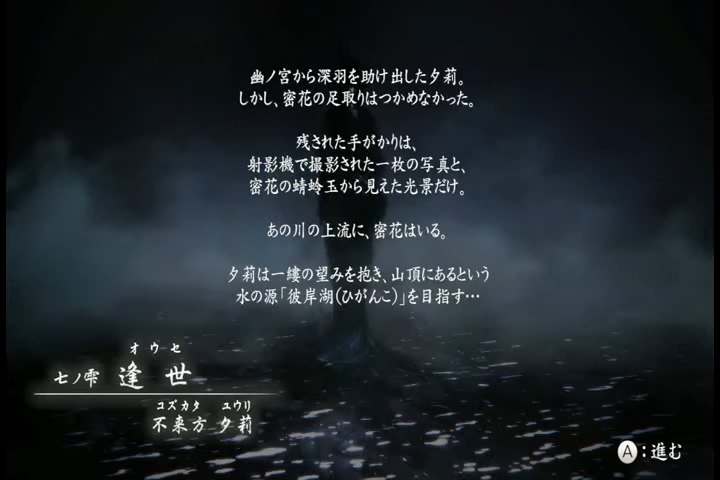 幽ノ宮から深羽を助け出した夕莉。
しかし、密花の足取りはつかめなかった。
残された手がかりは、
射影機で撮影された一枚の写真と、
密花の蜻蛉玉から見えた光景だけ。
あの川の上流に、密花はいる。
夕莉は一縷の望みを抱き、山頂にあるという
水の源「彼岸湖(ひがんこ)」を目指す…
オウセ
七ノ雫 逢世
コズカタ ユウリ
不来方 夕莉
A:進む